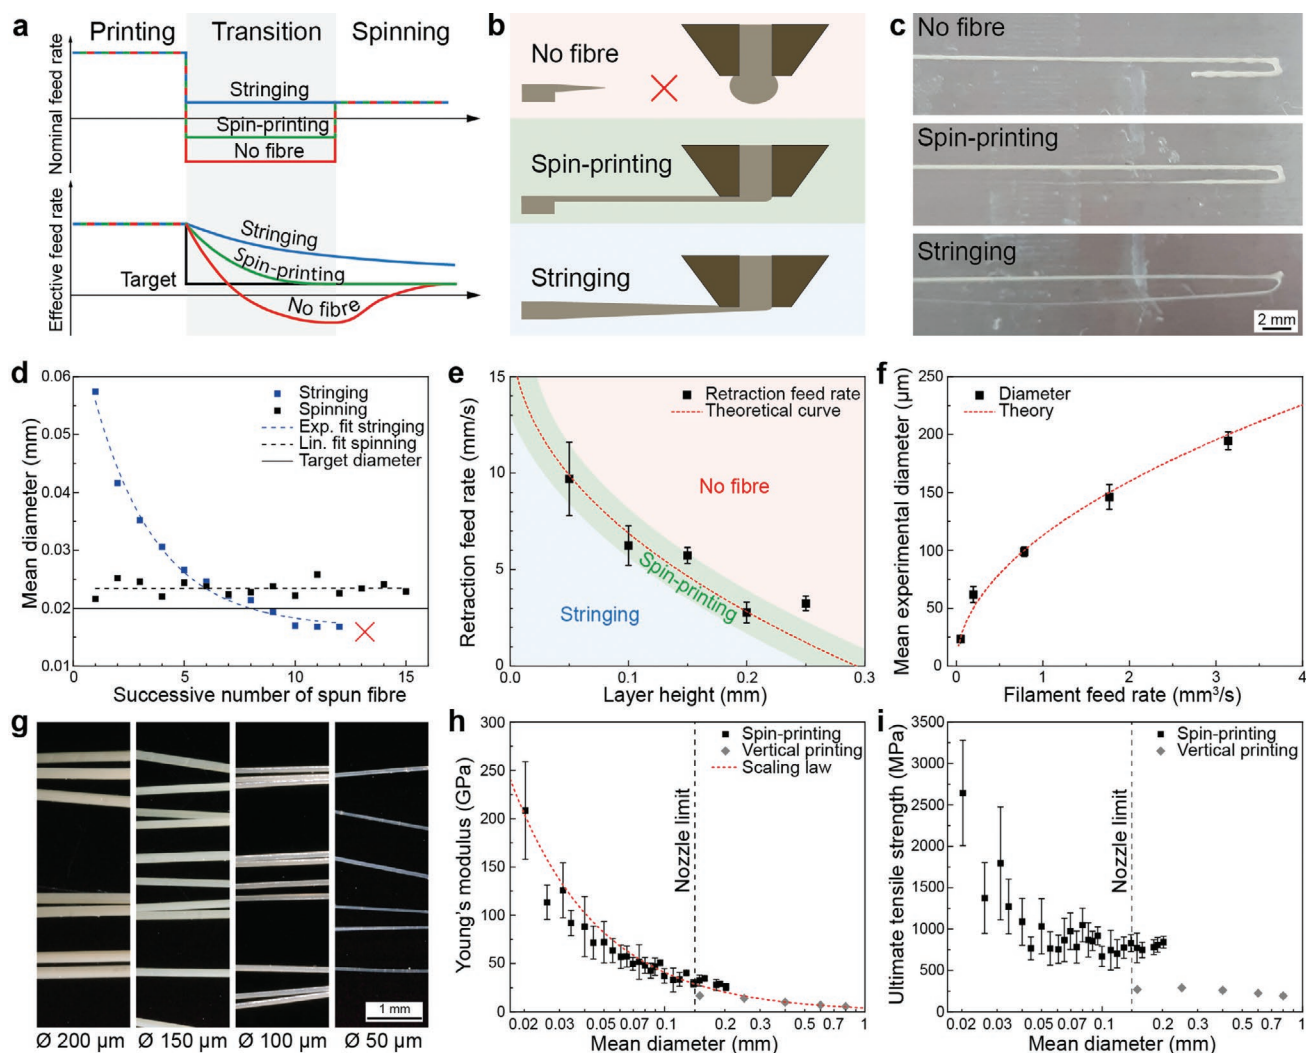 a
Printing
Transition
Spinning
Nominal feed rate
Stringing
Spin-printing
No fibre
Effective feed rate
Stringing
Spin-printing
Target
No fibre
b
No fibre
Spin-printing
Stringing
c
No fibre
Spin-printing
Stringing
2 mm
d
0.06
0.05
0.04
0.03
0.02
0.01
Mean diameter (mm)
Stringing
Spinning
Exp. fit stringing
Lin. fit spinning
Target diameter
0
5
10
15
Successive number of spun fibre
e
15
10
5
0
Retraction feed rate (mm/s)
Retraction feed rate
Theoretical curve
No fibre
Spin-printing
Stringing
0.0
0.1
0.2
0.3
Layer height (mm)
f
250
200
150
100
50
0
Mean experimental diameter (µm)
Diameter
Theory
0
1
2
3
4
Filament feed rate (mm³/s)
g
1 mm
Ø 200 µm
Ø 150 µm
Ø 100 µm
Ø 50 µm
h
300
250
200
150
100
50
0
Young's modulus (GPa)
Spin-printing
Vertical printing
Scaling law
Nozzle limit
0.02
0.03
0.05
0.07
0.1
0.2
0.3
0.5
0.7
1
Mean diameter (mm)
i
3500
3000
2500
2000
1500
1000
500
0
Ultimate tensile strength (MPa)
Spin-printing
Vertical printing
Nozzle limit
0.02
0.03
0.05
0.07
0.1
0.2
0.3
0.5
0.7
1
Mean diameter (mm)